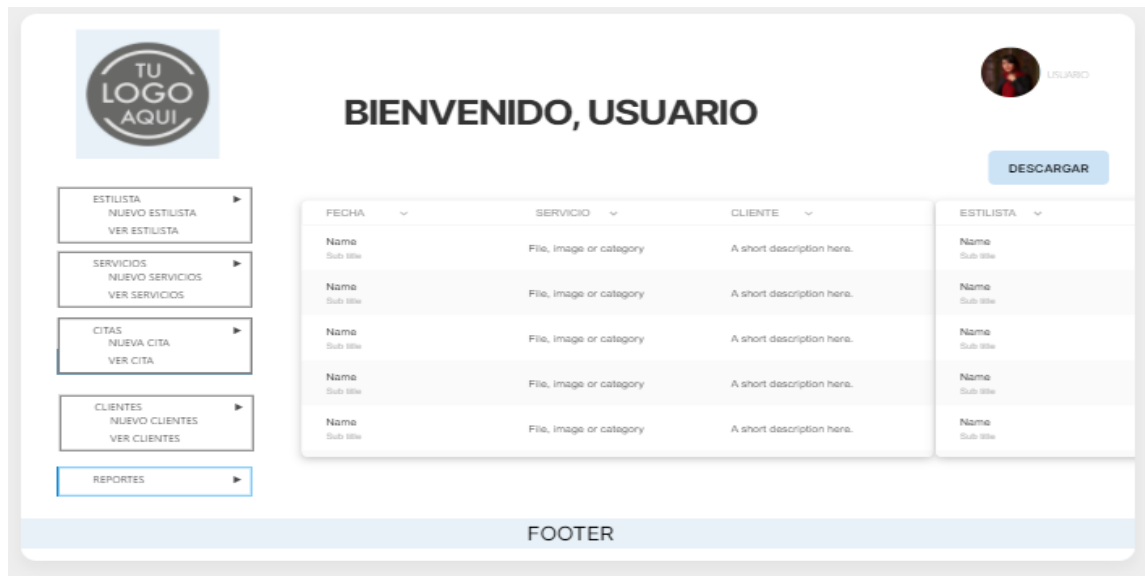 TU
LOGO
AQUI
USUARIO
BIENVENIDO, USUARIO
DESCARGAR
ESTILISTA ►
NUEVO ESTILISTA
VER ESTILISTA
SERVICIOS ►
NUEVO SERVICIOS
VER SERVICIOS
CITAS ►
NUEVA CITA
VER CITA
CLIENTES ►
NUEVO CLIENTES
VER CLIENTES
REPORTES ►
FECHA SERVICIO CLIENTE ESTILISTA
Name File, image or category A short description here. Name
Sub title Sub title
Name File, image or category A short description here. Name
Sub title Sub title
Name File, image or category A short description here. Name
Sub title Sub title
Name File, image or category A short description here. Name
Sub title Sub title
Name File, image or category A short description here. Name
Sub title Sub title
FOOTER